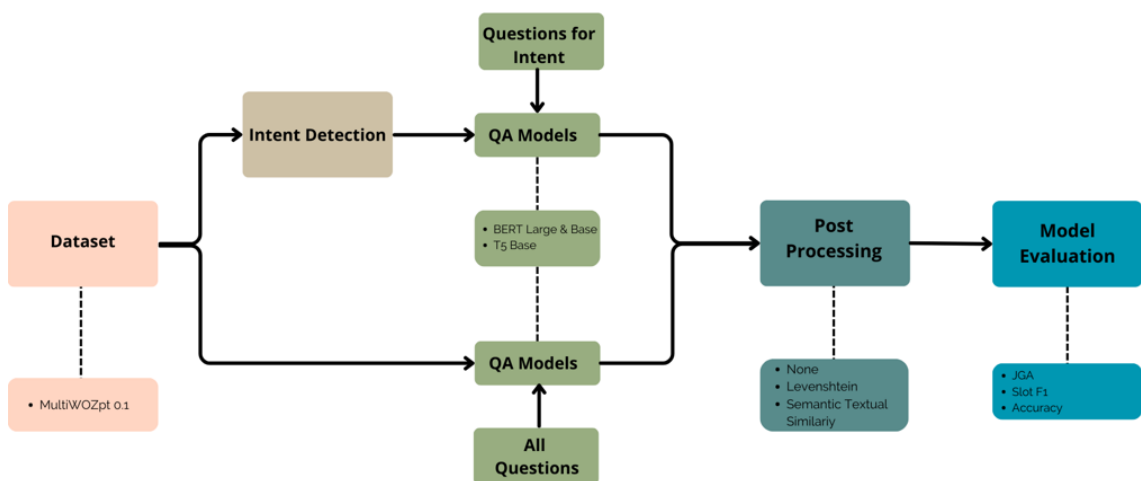 Questions for
Intent
Intent Detection
QA Models
Dataset
• BERT Large & Base
• T5 Base
Post
Processing
Model
Evaluation
QA Models
• MultiWOZpt 0.1
• None
• Levenshtein
• Semantic Textual
Similariy
• JGA
• Slot F1
• Accuracy
All
Questions